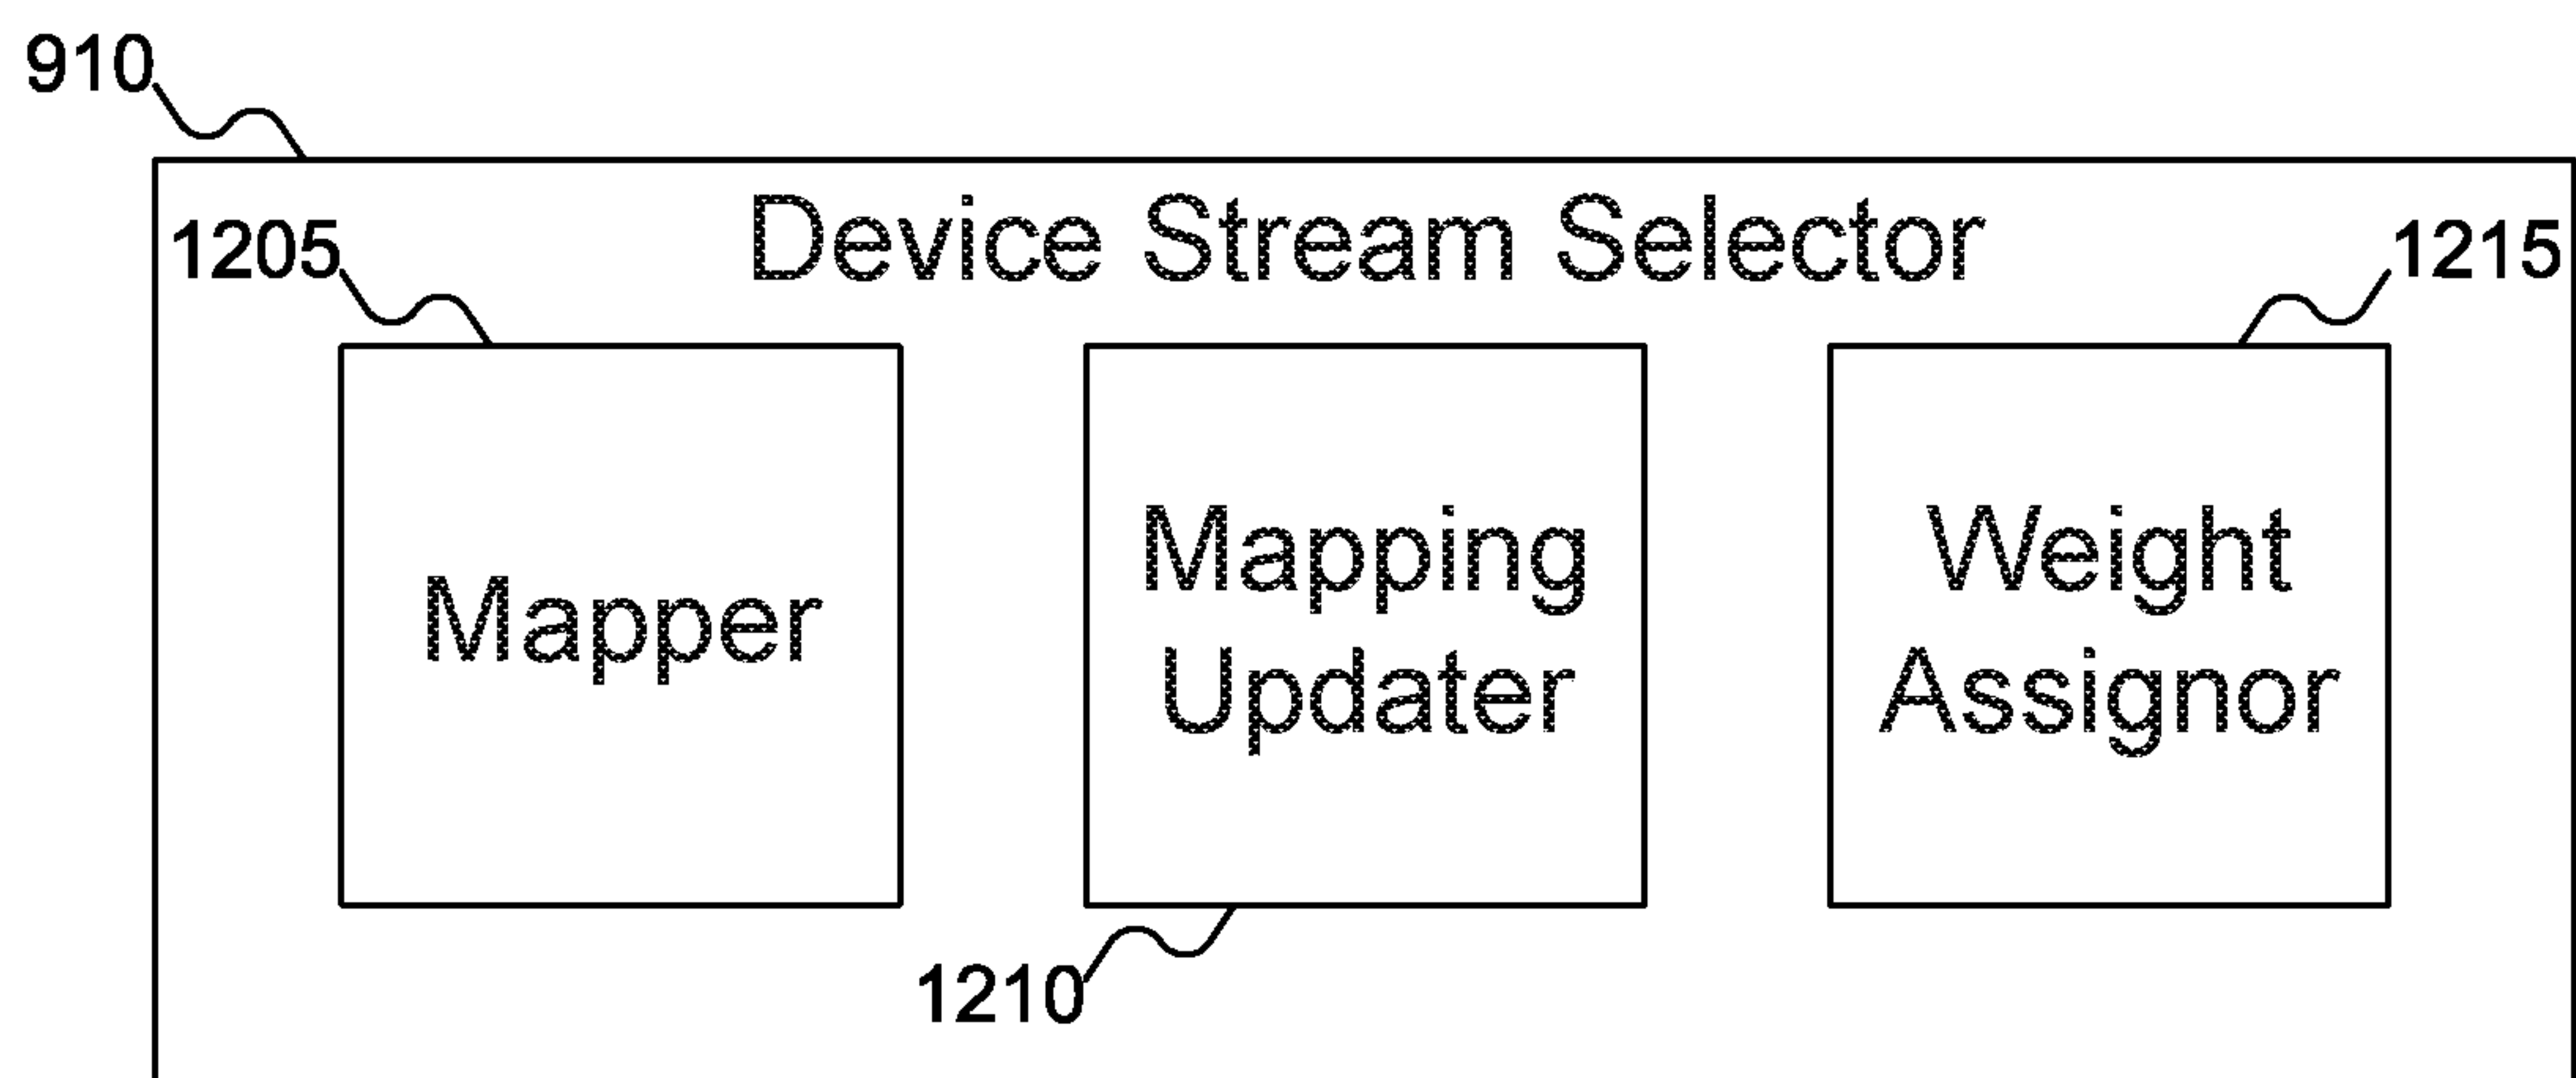 910
Device Stream Selector
1205
1215
Mapper
Mapping
Updater
Weight
Assignor
1210